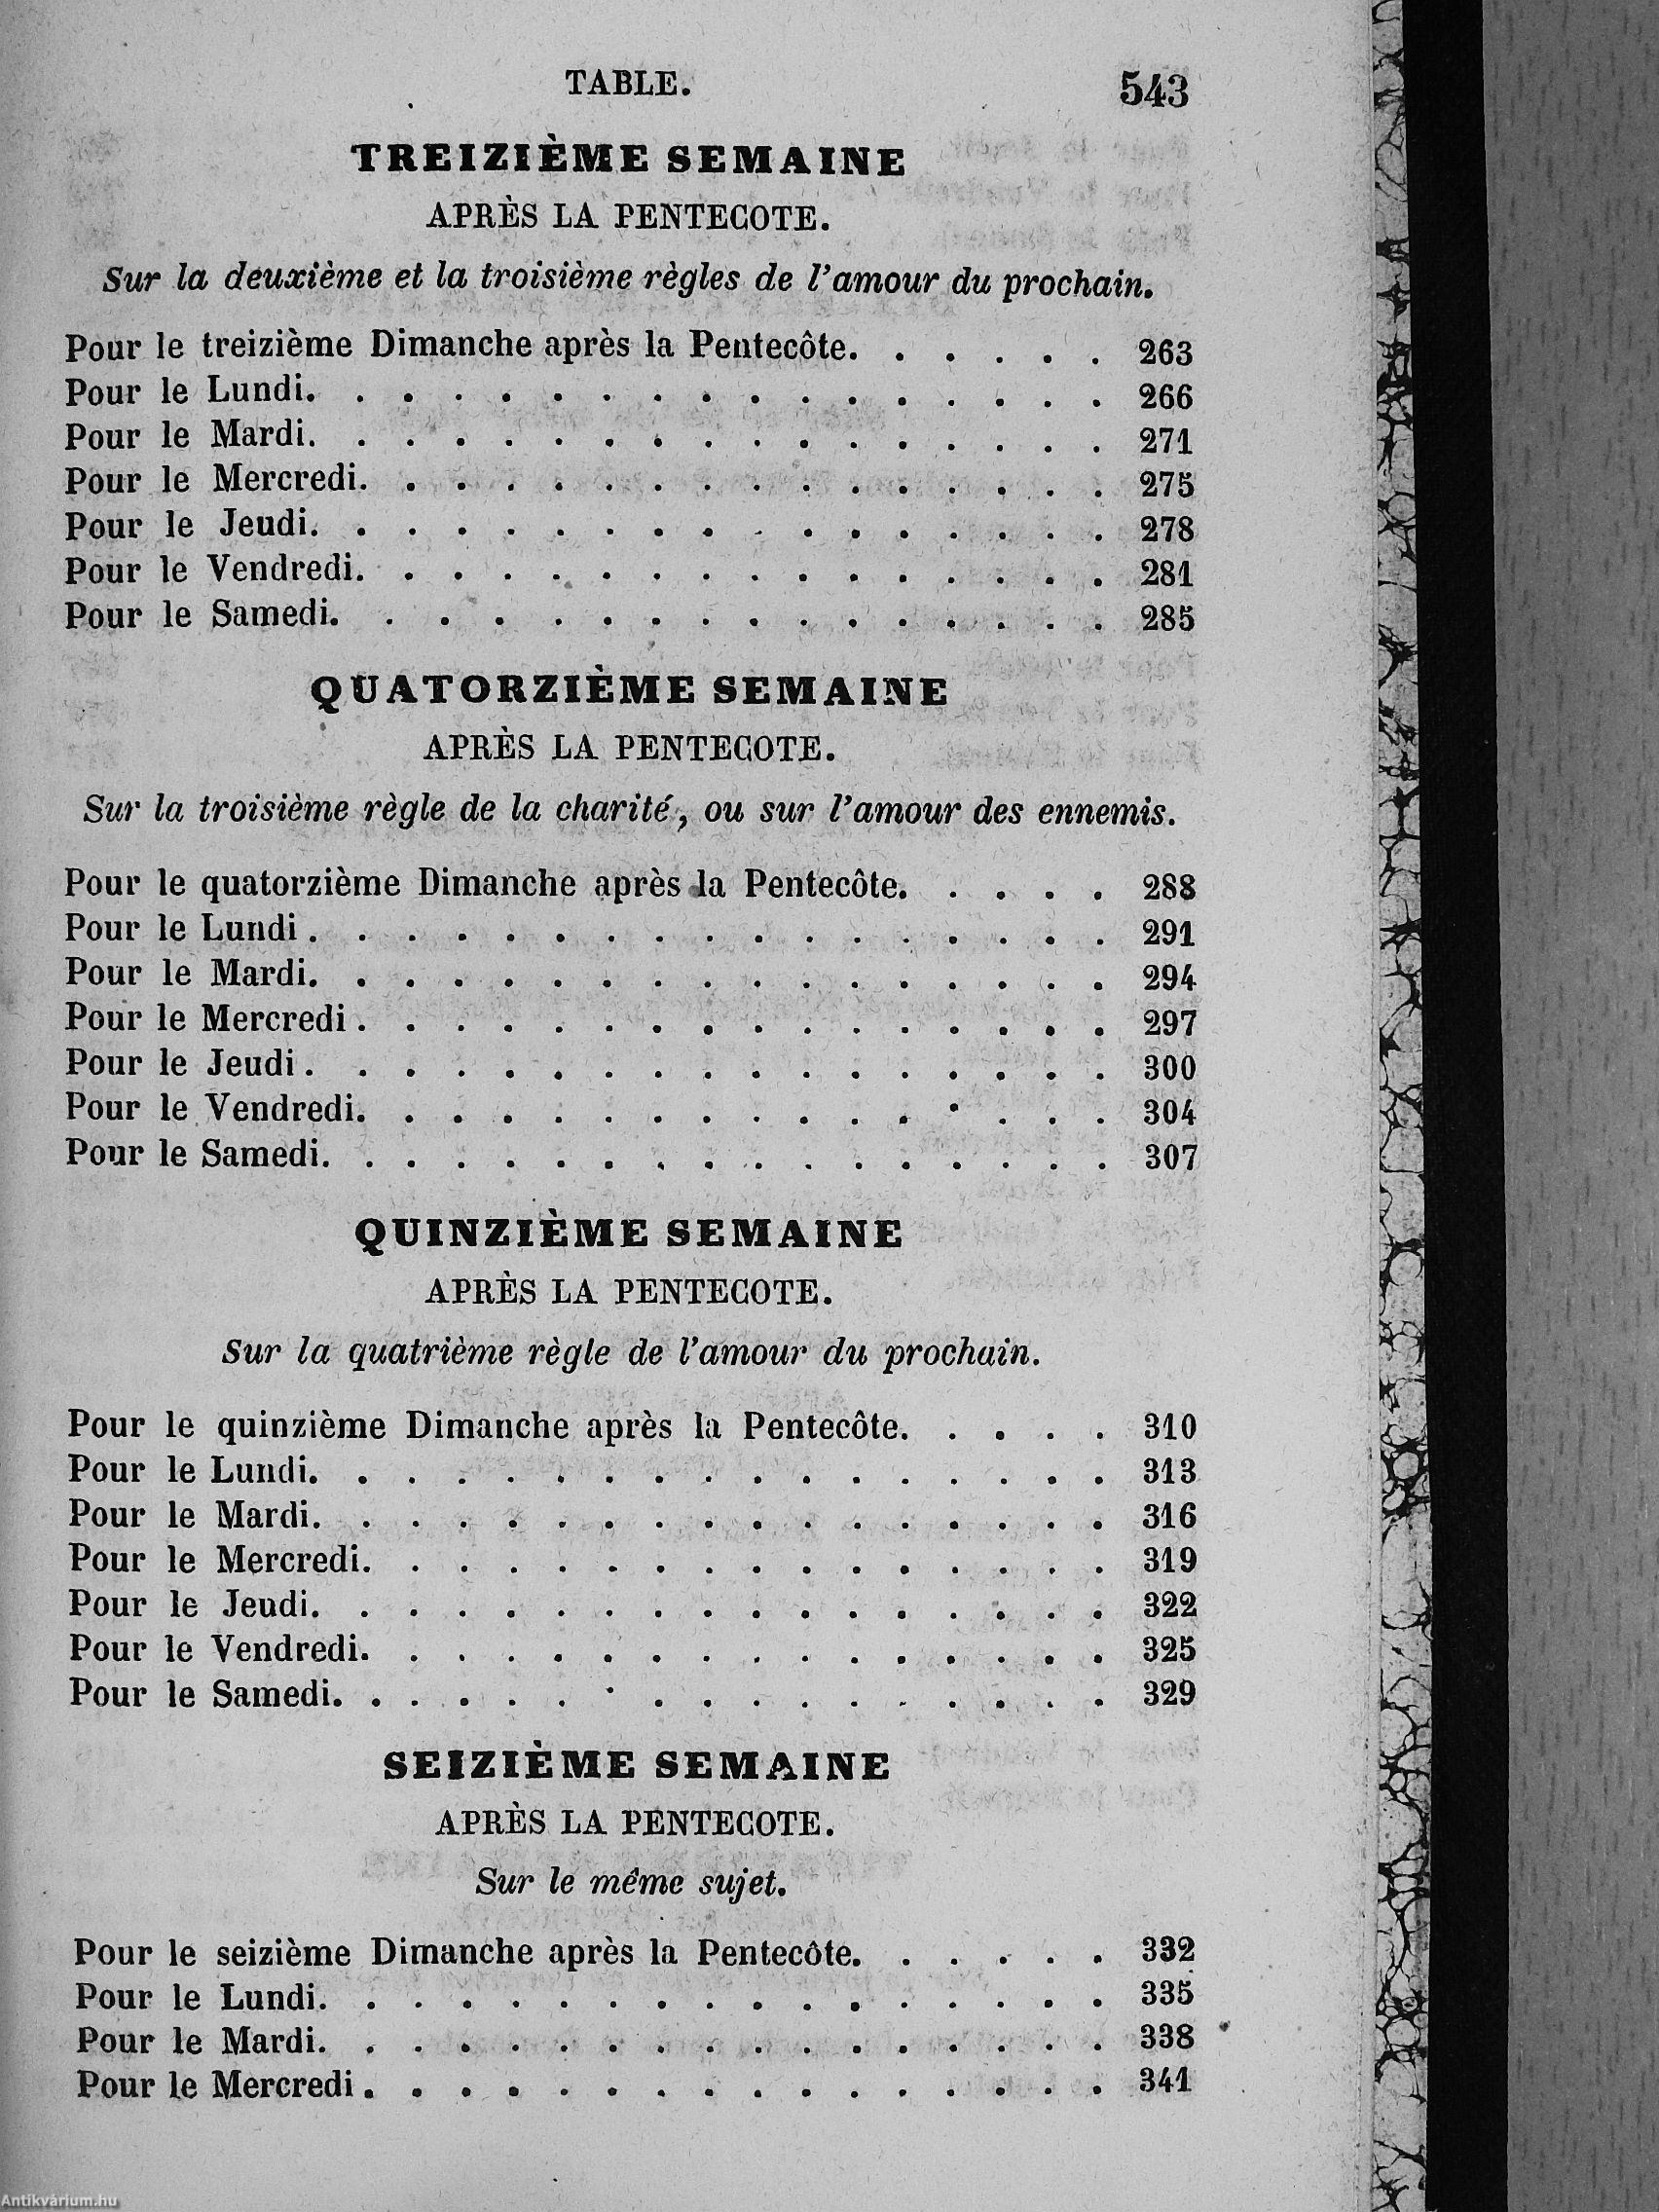 TABLE. 543
TREIZIÈME SEMAINE
APRÈS LA PENTECOTE.
Sur la deuxième et la troisième règles de l'amour du prochain.
Pour le treizième Dimanche après la Pentecôte. . . . . . 263
Pour le Lundi. . . . . . . . . . . . . . . . . 266
Pour le Mardi. . . . . . . . . . . . . . . . . 271
Pour le Mercredi. . . . . . . . . . . . . . . . 275
Pour le Jeudi. . . . . . . . . . . . . . . . . 278
Pour le Vendredi. . . . . . . . . . . . . . . . 281
Pour le Samedi. . . . . . . . . . . . . . . . 285
QUATORZIÈME SEMAINE
APRÈS LA PENTECOTE.
Sur la troisième règle de la charité, ou sur l'amour des ennemis.
Pour le quatorzième Dimanche après la Pentecôte. . . . . 288
Pour le Lundi . . . . . . . . . . . . . . . . . 291
Pour le Mardi. . . . . . . . . . . . . . . . . 294
Pour le Mercredi . . . . . . . . . . . . . . . . 297
Pour le Jeudi . . . . . . . . . . . . . . . . . 300
Pour le Vendredi. . . . . . . . . . . . . . . . 304
Pour le Samedi. . . . . . . . . . . . . . . . . 307
QUINZIÈME SEMAINE
APRÈS LA PENTECOTE.
Sur la quatrième règle de l'amour du prochain.
Pour le quinzième Dimanche après la Pentecôte. . . . . 310
Pour le Lundi. . . . . . . . . . . . . . . . . 313
Pour le Mardi. . . . . . . . . . . . . . . . . 316
Pour le Mercredi. . . . . . . . . . . . . . . . 319
Pour le Jeudi. . . . . . . . . . . . . . . . . 322
Pour le Vendredi. . . . . . . . . . . . . . . . 325
Pour le Samedi. . . . . . . . . . . . . . . . . 329
SEIZIÈME SEMAINE
APRÈS LA PENTECOTE.
Sur le même sujet.
Pour le seizième Dimanche après la Pentecôte. . . . . . 332
Pour le Lundi. . . . . . . . . . . . . . . . . 335
Pour le Mardi. . . . . . . . . . . . . . . . . 338
Pour le Mercredi . . . . . . . . . . . . . . . . 341
Antikvárium.hu